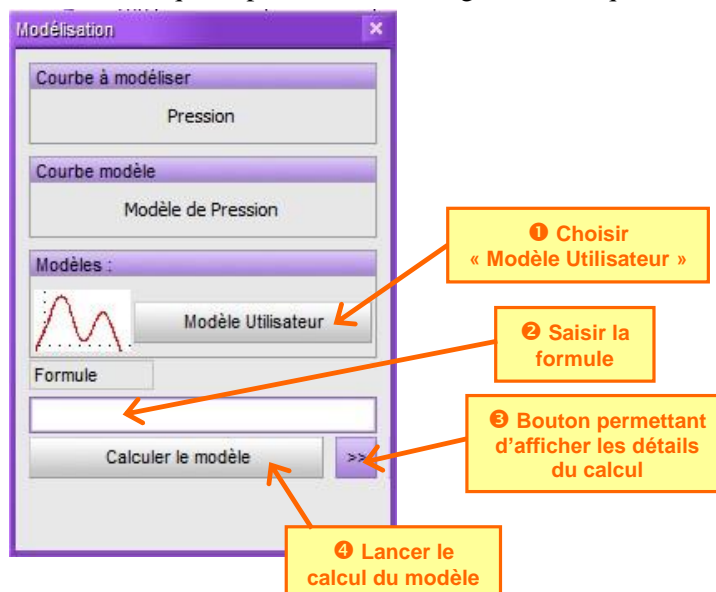 Modélisation
Courbe à modéliser
Pression
Courbe modèle
Modèle de Pression
❶ Choisir
« Modèle Utilisateur »
Modèles :
Modèle Utilisateur
❷ Saisir la
formule
Formule
❸ Bouton permettant
d'afficher les détails
du calcul
Calculer le modèle
>>
❹ Lancer le
calcul du modèle